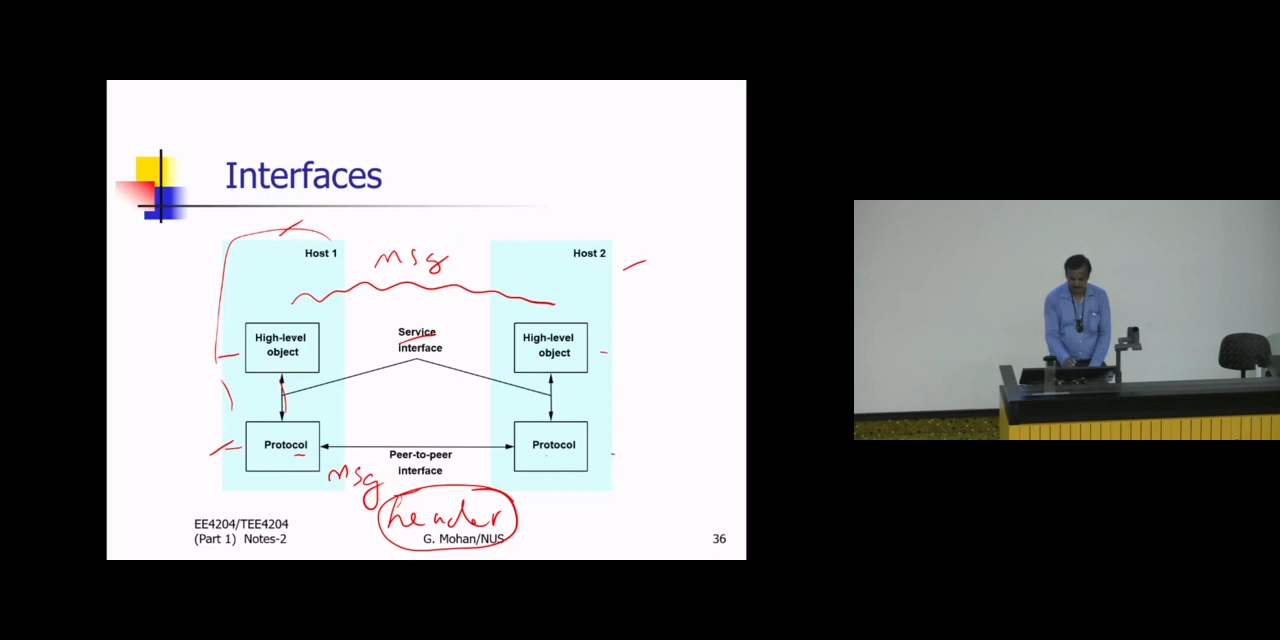 Interfaces
Host 1
msg
Host 2
High-level
object
Service
interface
High-level
object
Protocol
Peer-to-peer
interface
Protocol
msg
header
EE4204/TEE4204
(Part 1) Notes-2
G. Mohan/NUS
36